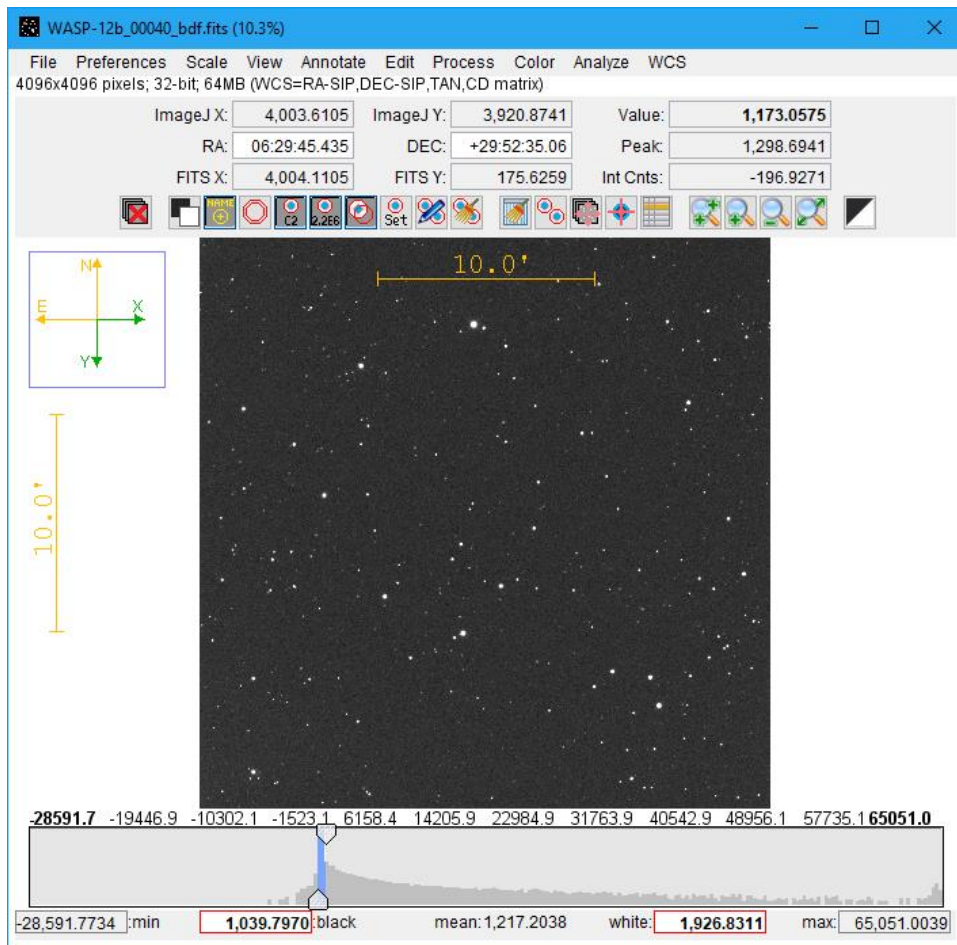 WASP-12b_00040_bdf.fits (10.3%)
File Preferences Scale View Annotate Edit Process Color Analyze WCS
4096x4096 pixels; 32-bit; 64MB (WCS=RA-SIP,DEC-SIP,TAN,CD matrix)
ImageJ X: 4,003.6105 ImageJ Y: 3,920.8741 Value: 1,173.0575
RA: 06:29:45.435 DEC: +29:52:35.06 Peak: 1,298.6941
FITS X: 4,004.1105 FITS Y: 175.6259 Int Cnts: -196.9271
NAME C2 2.2E6 Set
10.0'
N
E X
Y
10.0'
-28591.7 -19446.9 -10302.1 -1523.1 6158.4 14205.9 22984.9 31763.9 40542.9 48956.1 57735.1 65051.0
-28,591.7734 :min 1,039.7970 :black mean: 1,217.2038 white: 1,926.8311 max: 65,051.0039